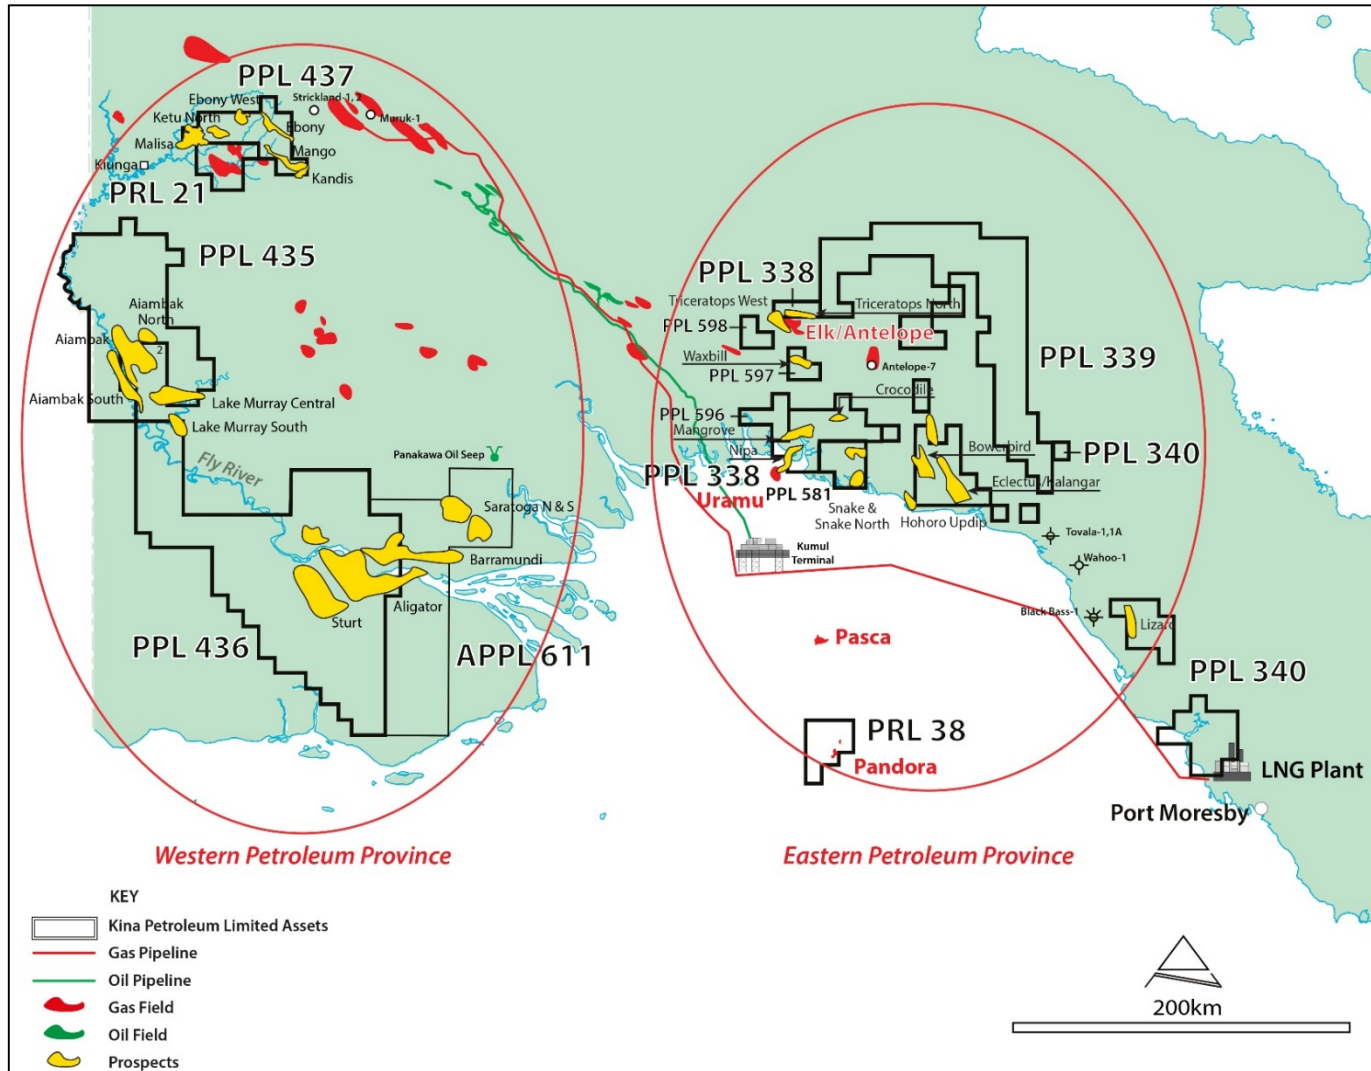 PPL 437
Strickland-1, 2
Ebony West
Muruk-1
Ketu North
Ebony
Malisa
Mango
Kiunga
Kandis
PRL 21
PPL 435
Aiambak
North
Aiambak
2
Aiambak South
Lake Murray Central
Lake Murray South
Fly River
Panakawa Oil Seep
Saratoga N & S
Barramundi
Aligator
Sturt
PPL 436
APPL 611
Western Petroleum Province
PPL 338
Triceratops West
Triceratops North
PPL 598
Elk/Antelope
Waxbill
PPL 597
Antelope-7
PPL 339
Crocodile
PPL 596
Mangrove
Nipa
Bowerbird
PPL 340
PPL 338
PPL 581
Eclectus/Kalangar
Uramu
Snake &
Snake North
Hohoro Updip
Kumul
Terminal
Tovala-1,1A
Wahoo-1
Black Bass-1
Lizard
Pasca
PPL 340
PRL 38
Pandora
LNG Plant
Port Moresby
Eastern Petroleum Province
KEY
Kina Petroleum Limited Assets
Gas Pipeline
Oil Pipeline
Gas Field
Oil Field
Prospects
200km